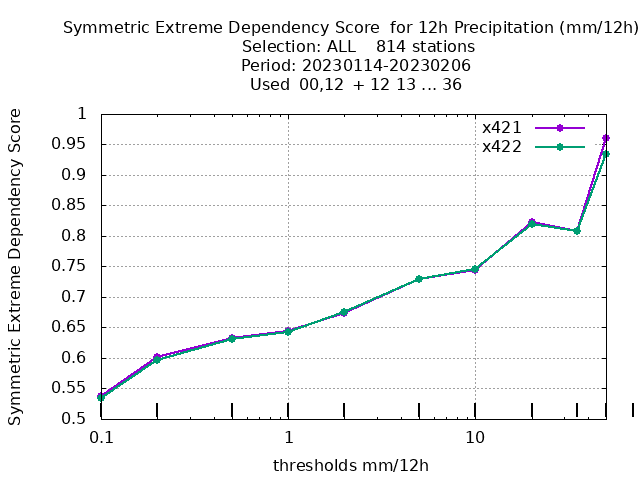 Symmetric Extreme Dependency Score  for 12h Precipitation (mm/12h)
Selection: ALL    814 stations
Period: 20230114-20230206
Used  00,12  + 12 13 ... 36
Symmetric Extreme Dependency Score
1
0.95
0.9
0.85
0.8
0.75
0.7
0.65
0.6
0.55
0.5
x421
x422
0.1 1 10
thresholds mm/12h